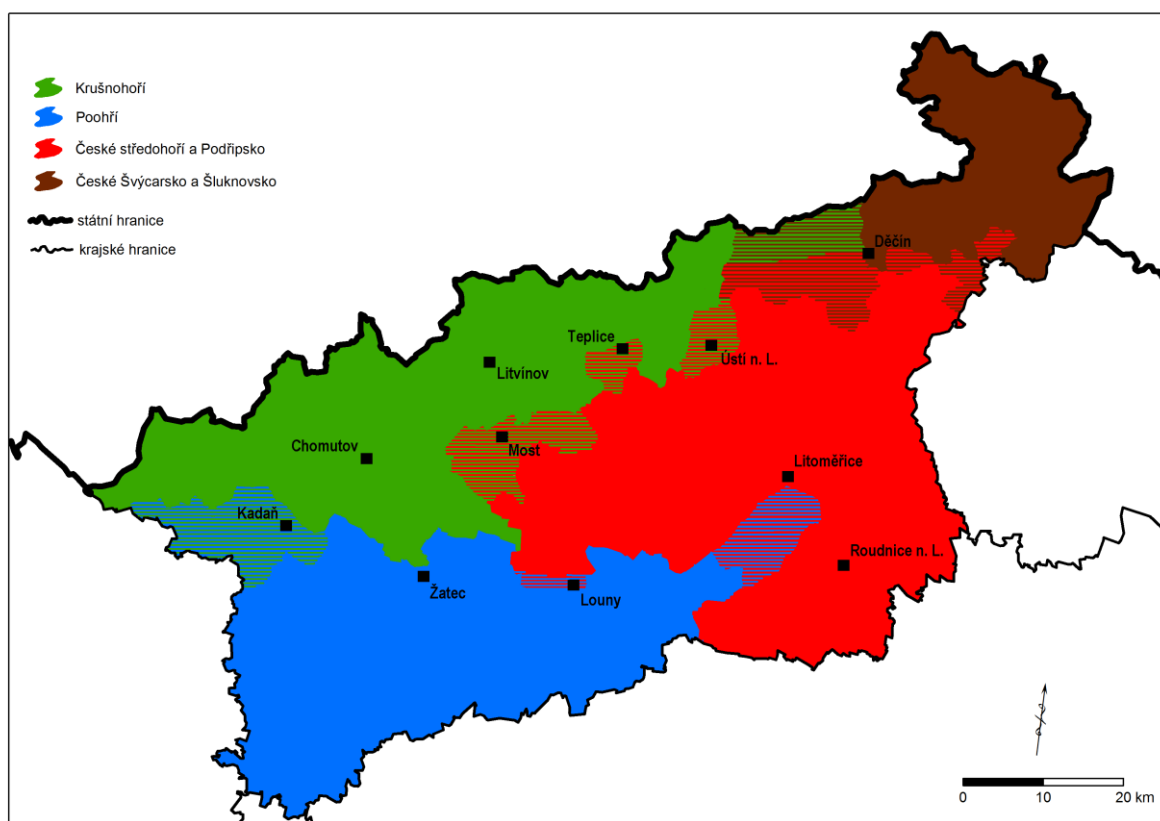 Krušnohoří
Poohří
České středohoří a Podřipsko
České Švýcarsko a Šluknovsko
státní hranice
krajské hranice
Děčín
Teplice
Ústí n. L.
Litvínov
Most
Chomutov
Litoměřice
Kadaň
Roudnice n. L.
Žatec
Louny
0 10 20 km